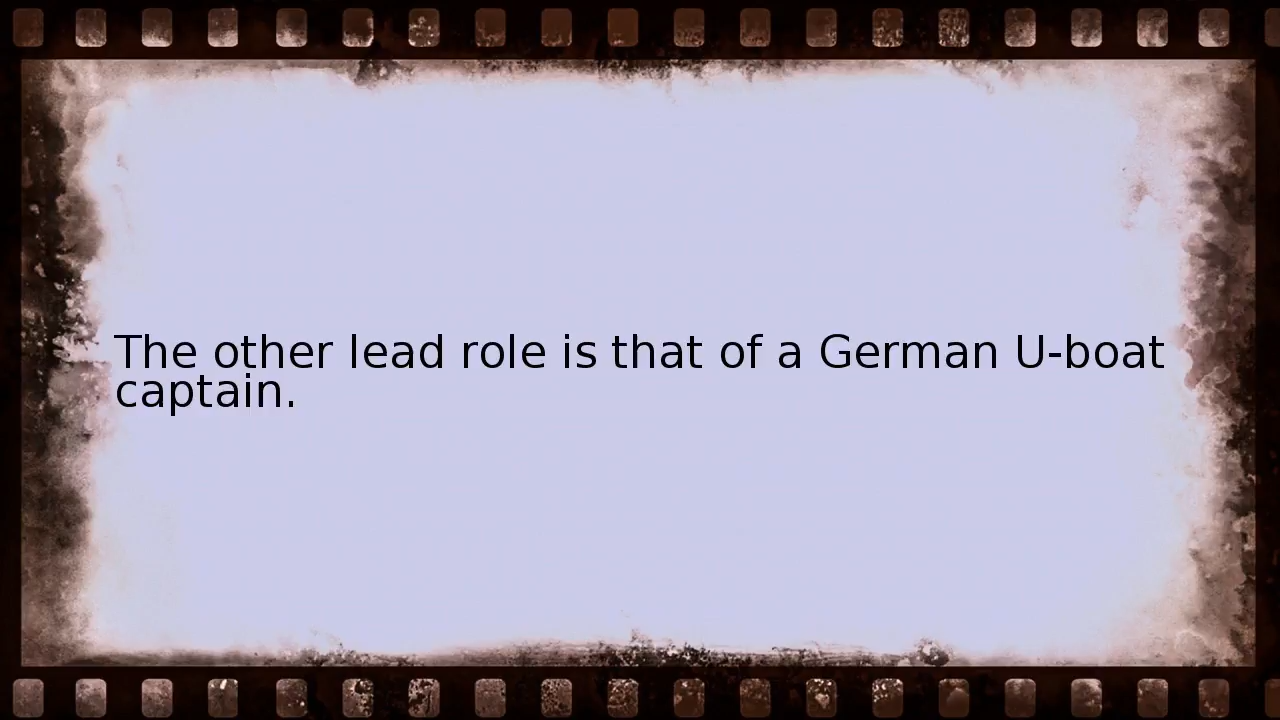 The other lead role is that of a German U-boat
captain.